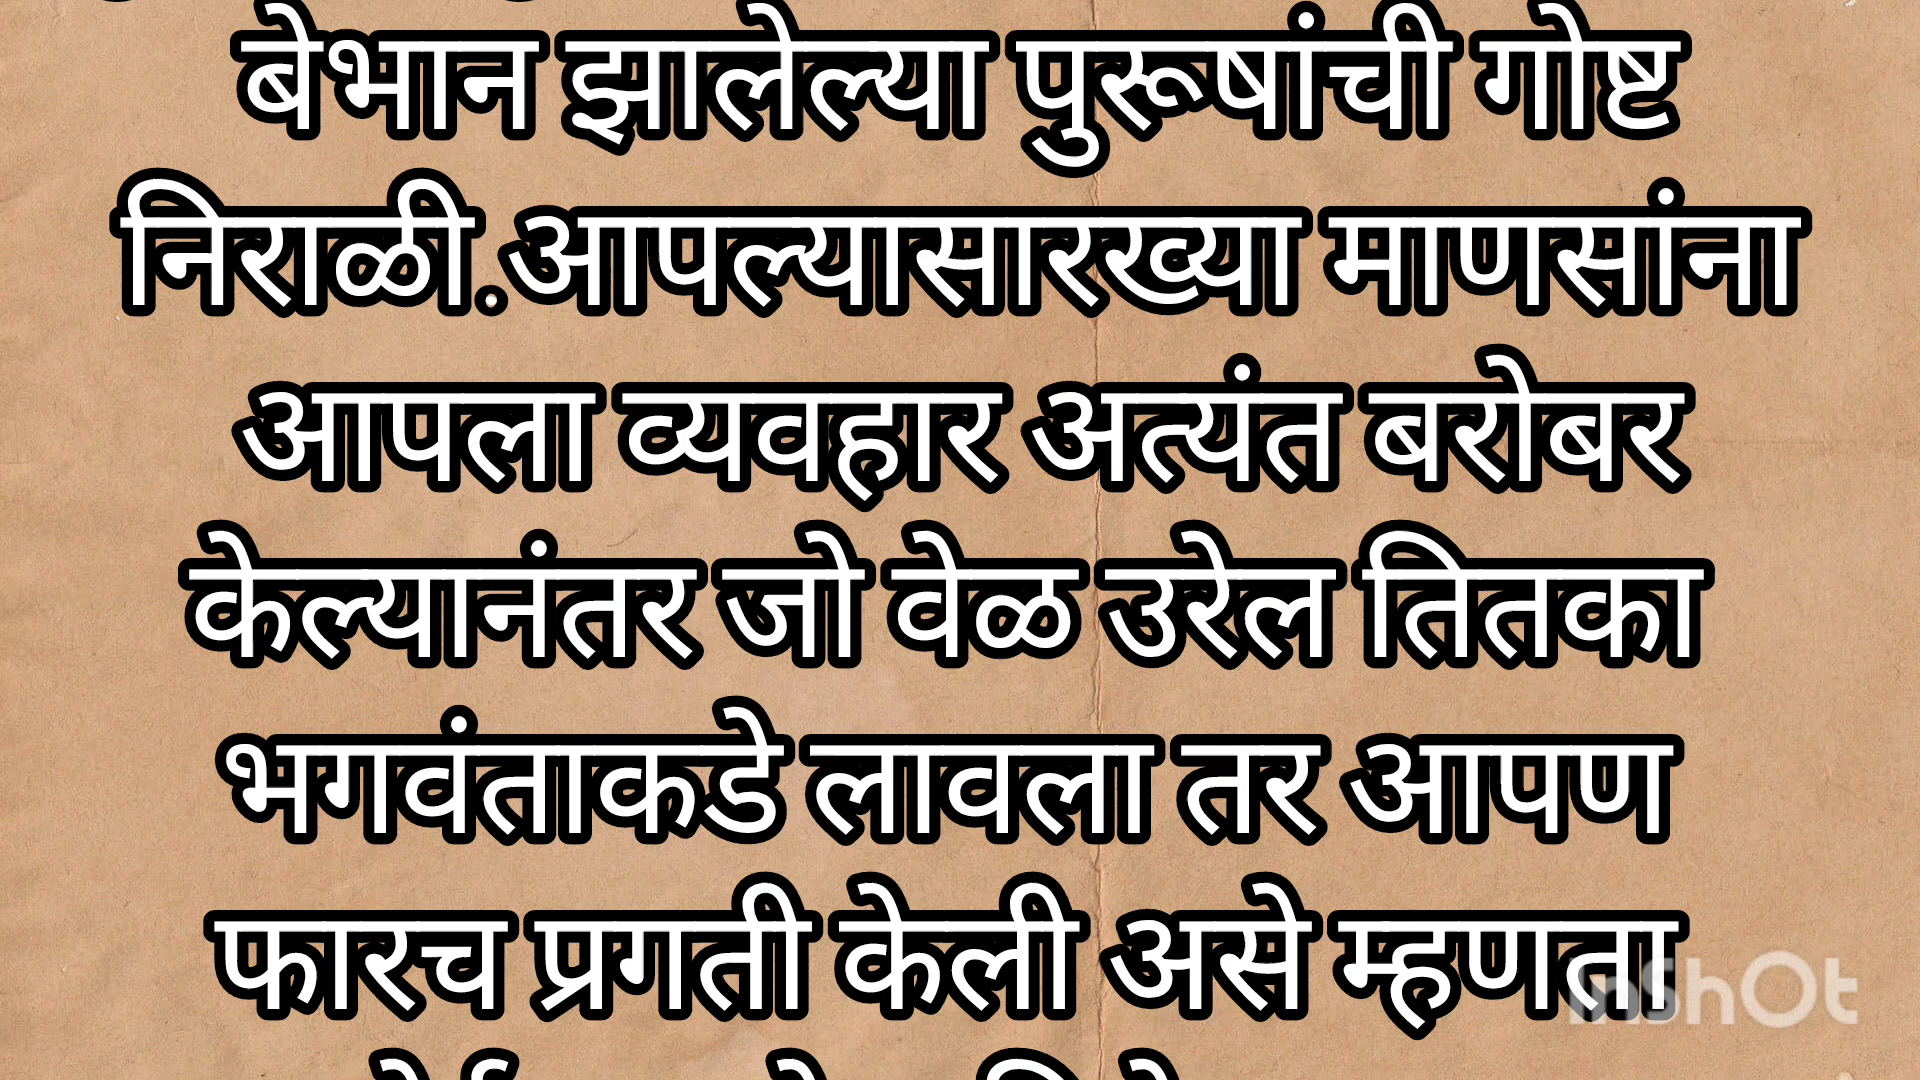 बेभान झालेल्या पुरूषांची गोष्ट
निराळी.आपल्यासारख्या माणसांना
आपला व्यवहार अत्यंत बरोबर
केल्यानंतर जो वेळ उरेल तितका
भगवंताकडे लावला तर आपण
फारच प्रगती केली असे म्हणता
InShOt